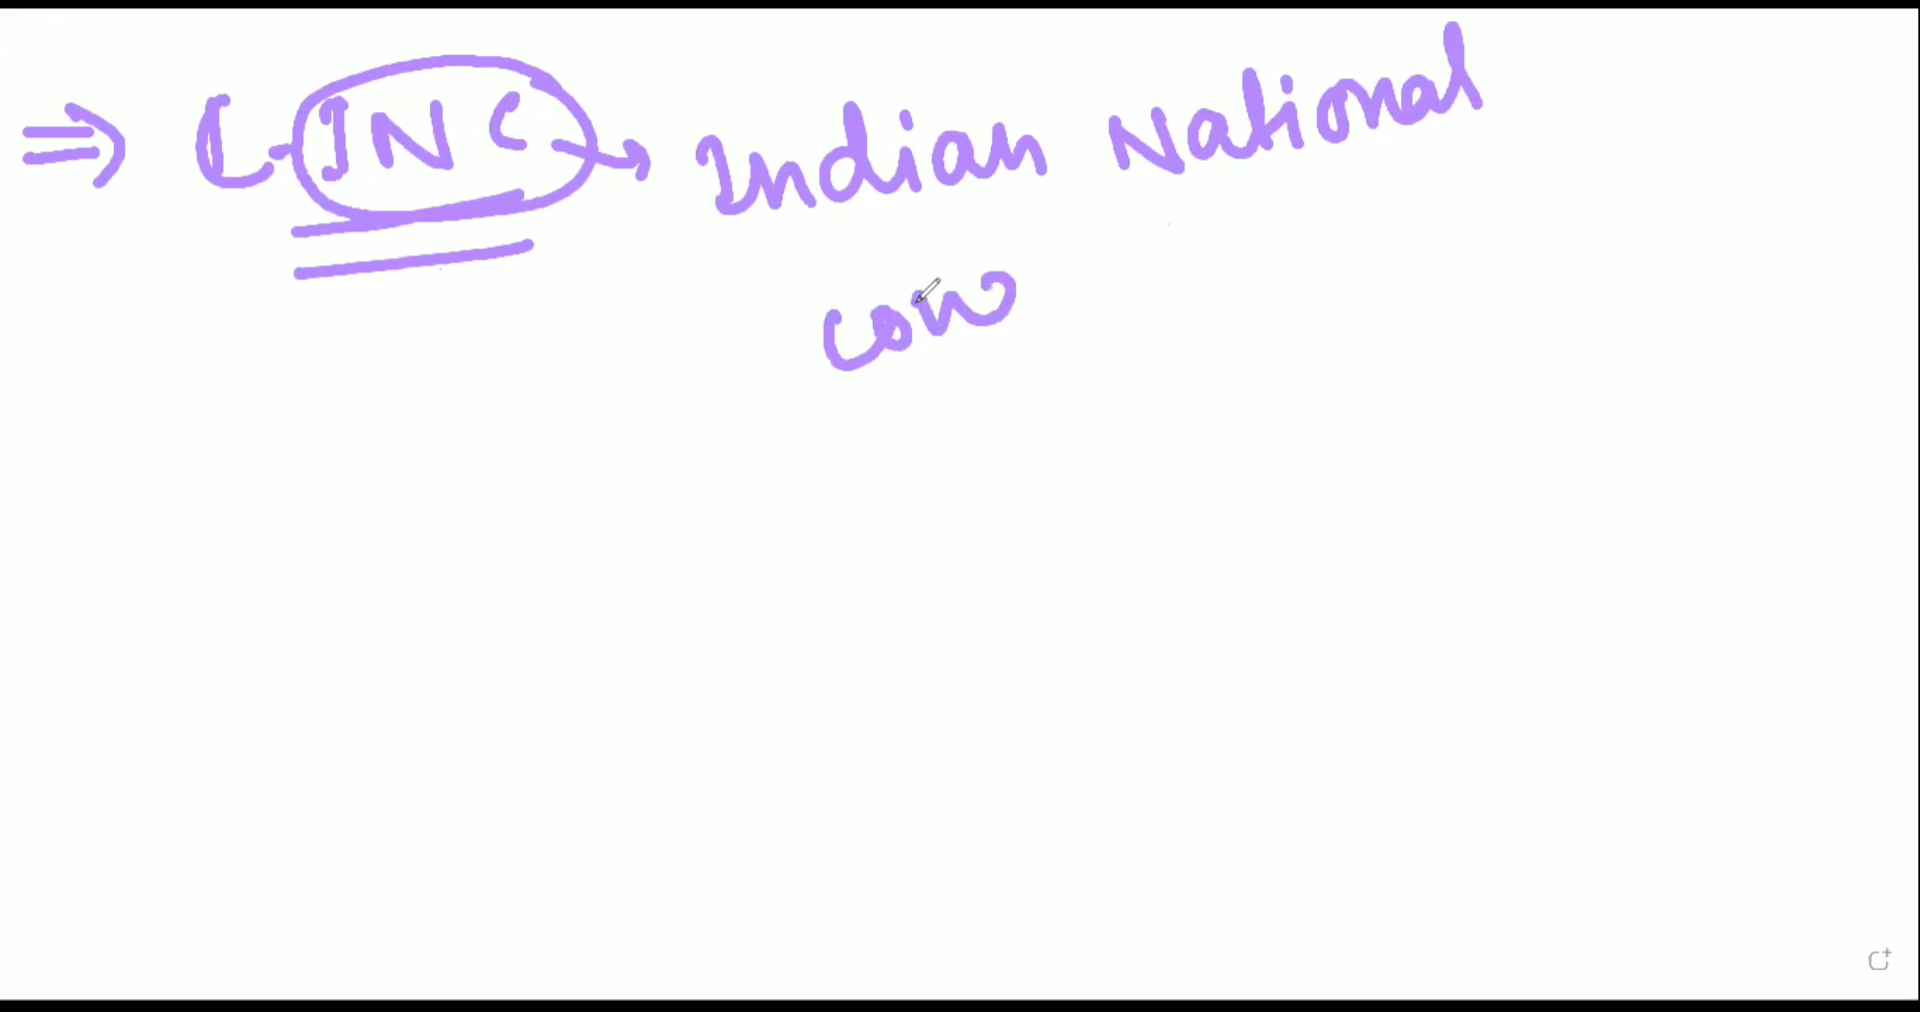 ⇒ C-INC → Indian National
Con